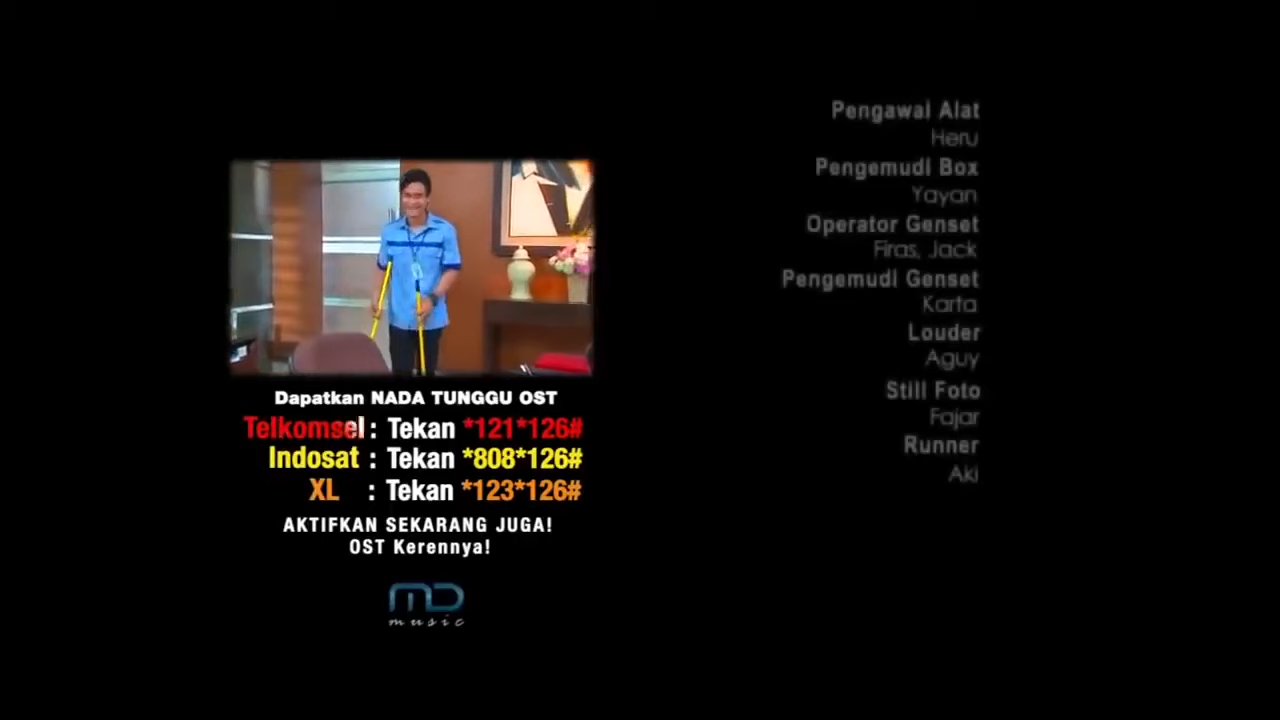 Dapatkan NADA TUNGGU OST
Telkomsel : Tekan *121*126#
Indosat : Tekan *808*126#
XL : Tekan *123*126#
AKTIFKAN SEKARANG JUGA!
OST Kerennya!
MD
music
Pengawal Alat
Heru
Pengemudi Box
Yayan
Operator Genset
Firas, Jack
Pengemudi Genset
Karta
Louder
Aguy
Still Foto
Fajar
Runner
Aki